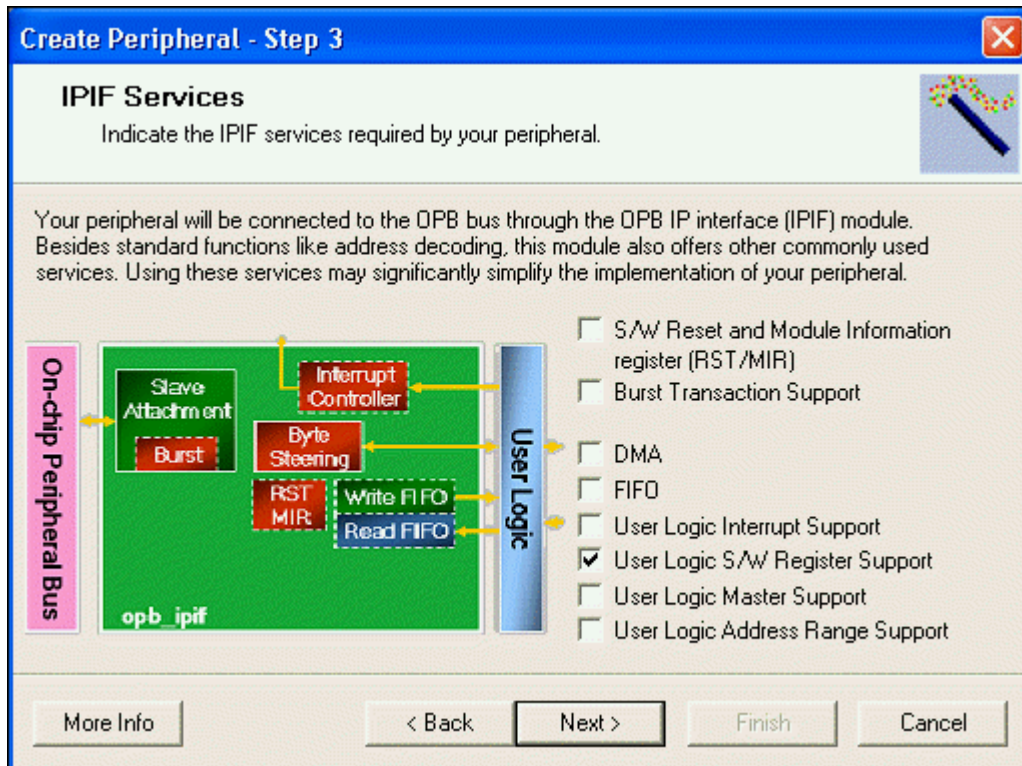 Create Peripheral - Step 3
IPIF Services
Indicate the IPIF services required by your peripheral.
Your peripheral will be connected to the OPB bus through the OPB IP interface (IPIF) module.
Besides standard functions like address decoding, this module also offers other commonly used
services. Using these services may significantly simplify the implementation of your peripheral.
On-chip Peripheral Bus
Slave
Attachment
Burst
Interrupt
Controller
Byte
Steering
RST
MIR
Write FIFO
Read FIFO
opb_ipif
User Logic
S/W Reset and Module Information
register (RST/MIR)
Burst Transaction Support
DMA
FIFO
User Logic Interrupt Support
User Logic S/W Register Support
User Logic Master Support
User Logic Address Range Support
More Info
< Back
Next >
Finish
Cancel